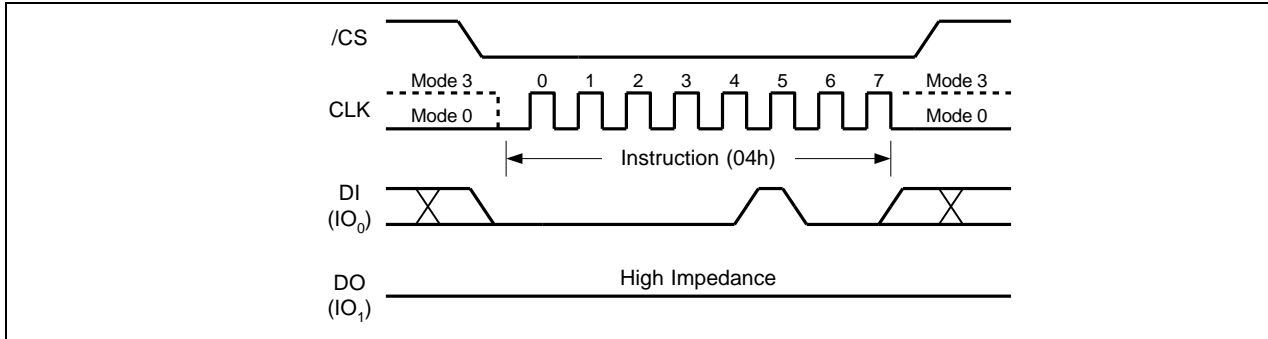 /CS
Mode 3 0 1 2 3 4 5 6 7 Mode 3
CLK
Mode 0 Mode 0
Instruction (04h)
DI
(IO0)
High Impedance
DO
(IO1)